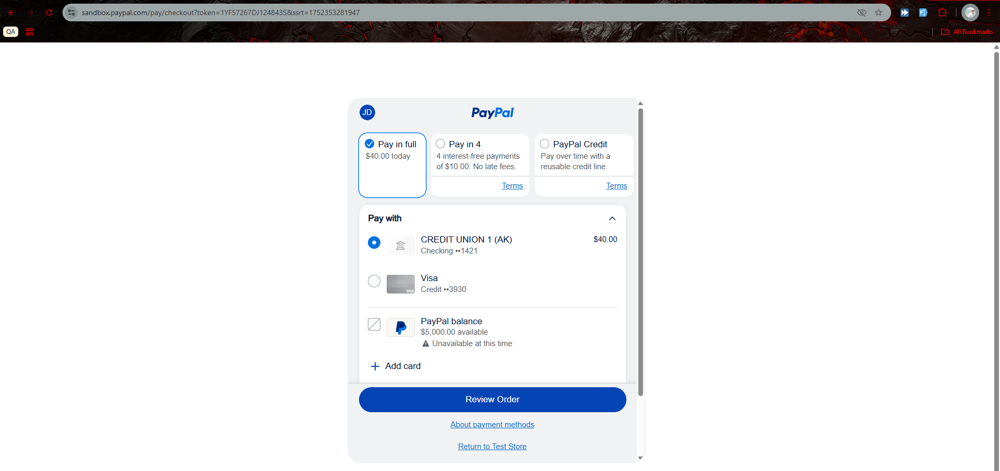 sandbox.paypal.com/pay/checkout?token=1YF57267DJ124843S&ssrt=1752353281947
QA
All Bookmarks
JD
PayPal
Pay in full
$40.00 today
Pay in 4
4 interest-free payments
of $10.00. No late fees.
Terms
PayPal Credit
Pay over time with a
reusable credit line.
Terms
Pay with
CREDIT UNION 1 (AK)
$40.00
Checking ••1421
VISA
Visa
Credit ••3930
PayPal balance
$5,000.00 available
Unavailable at this time
Add card
Review Order
About payment methods
Return to Test Store